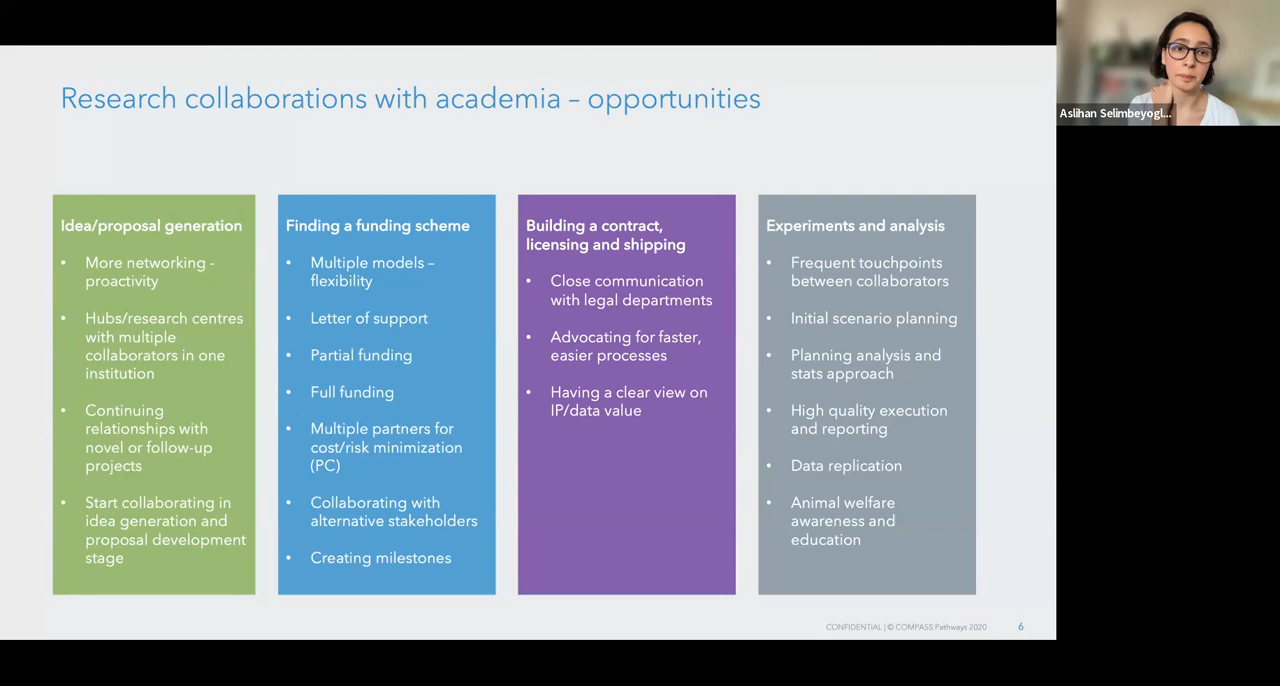 Research collaborations with academia – opportunities
Aslihan Selimbeyogl...
Idea/proposal generation
• More networking -
proactivity
• Hubs/research centres
with multiple
collaborators in one
institution
• Continuing
relationships with
novel or follow-up
projects
• Start collaborating in
idea generation and
proposal development
stage
Finding a funding scheme
• Multiple models –
flexibility
• Letter of support
• Partial funding
• Full funding
• Multiple partners for
cost/risk minimization
(PC)
• Collaborating with
alternative stakeholders
• Creating milestones
Building a contract,
licensing and shipping
• Close communication
with legal departments
• Advocating for faster,
easier processes
• Having a clear view on
IP/data value
Experiments and analysis
• Frequent touchpoints
between collaborators
• Initial scenario planning
• Planning analysis and
stats approach
• High quality execution
and reporting
• Data replication
• Animal welfare
awareness and
education
CONFIDENTIAL | © COMPASS Pathways 2020
6